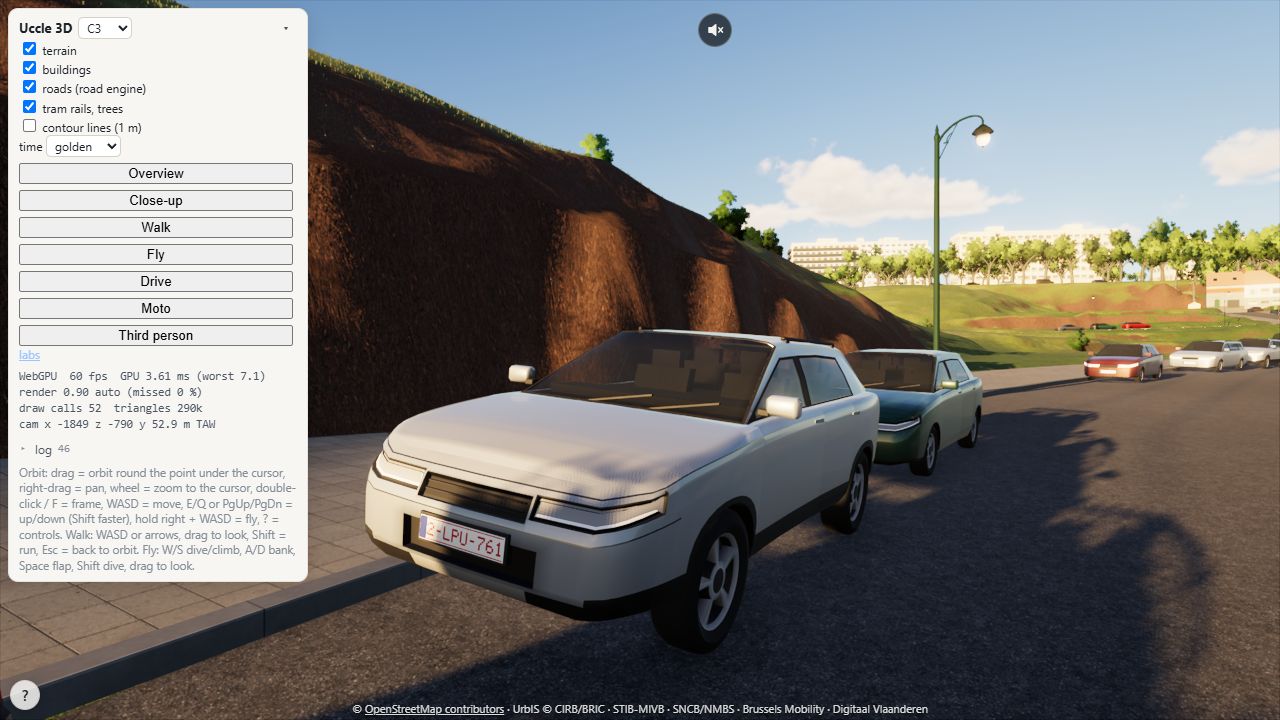 Uccle 3D C3
terrain
buildings
roads (road engine)
tram rails, trees
contour lines (1 m)
time golden
Overview
Close-up
Walk
Fly
Drive
Moto
Third person
labs
WebGPU 60 fps GPU 3.61 ms (worst 7.1)
render 0.90 auto (missed 0 %)
draw calls 52 triangles 290k
cam x -1849 z -790 y 52.9 m TAW
log 46
Orbit: drag = orbit round the point under the cursor,
right-drag = pan, wheel = zoom to the cursor, double-
click / F = frame, WASD = move, E/Q or PgUp/PgDn =
up/down (Shift faster), hold right + WASD = fly, ? =
controls. Walk: WASD or arrows, drag to look, Shift =
run, Esc = back to orbit. Fly: W/S dive/climb, A/D bank,
Space flap, Shift dive, drag to look.
2-LPU-761
?
© OpenStreetMap contributors · UrbIS © CIRB/BRIC · STIB-MIVB · SNCB/NMBS · Brussels Mobility · Digitaal Vlaanderen